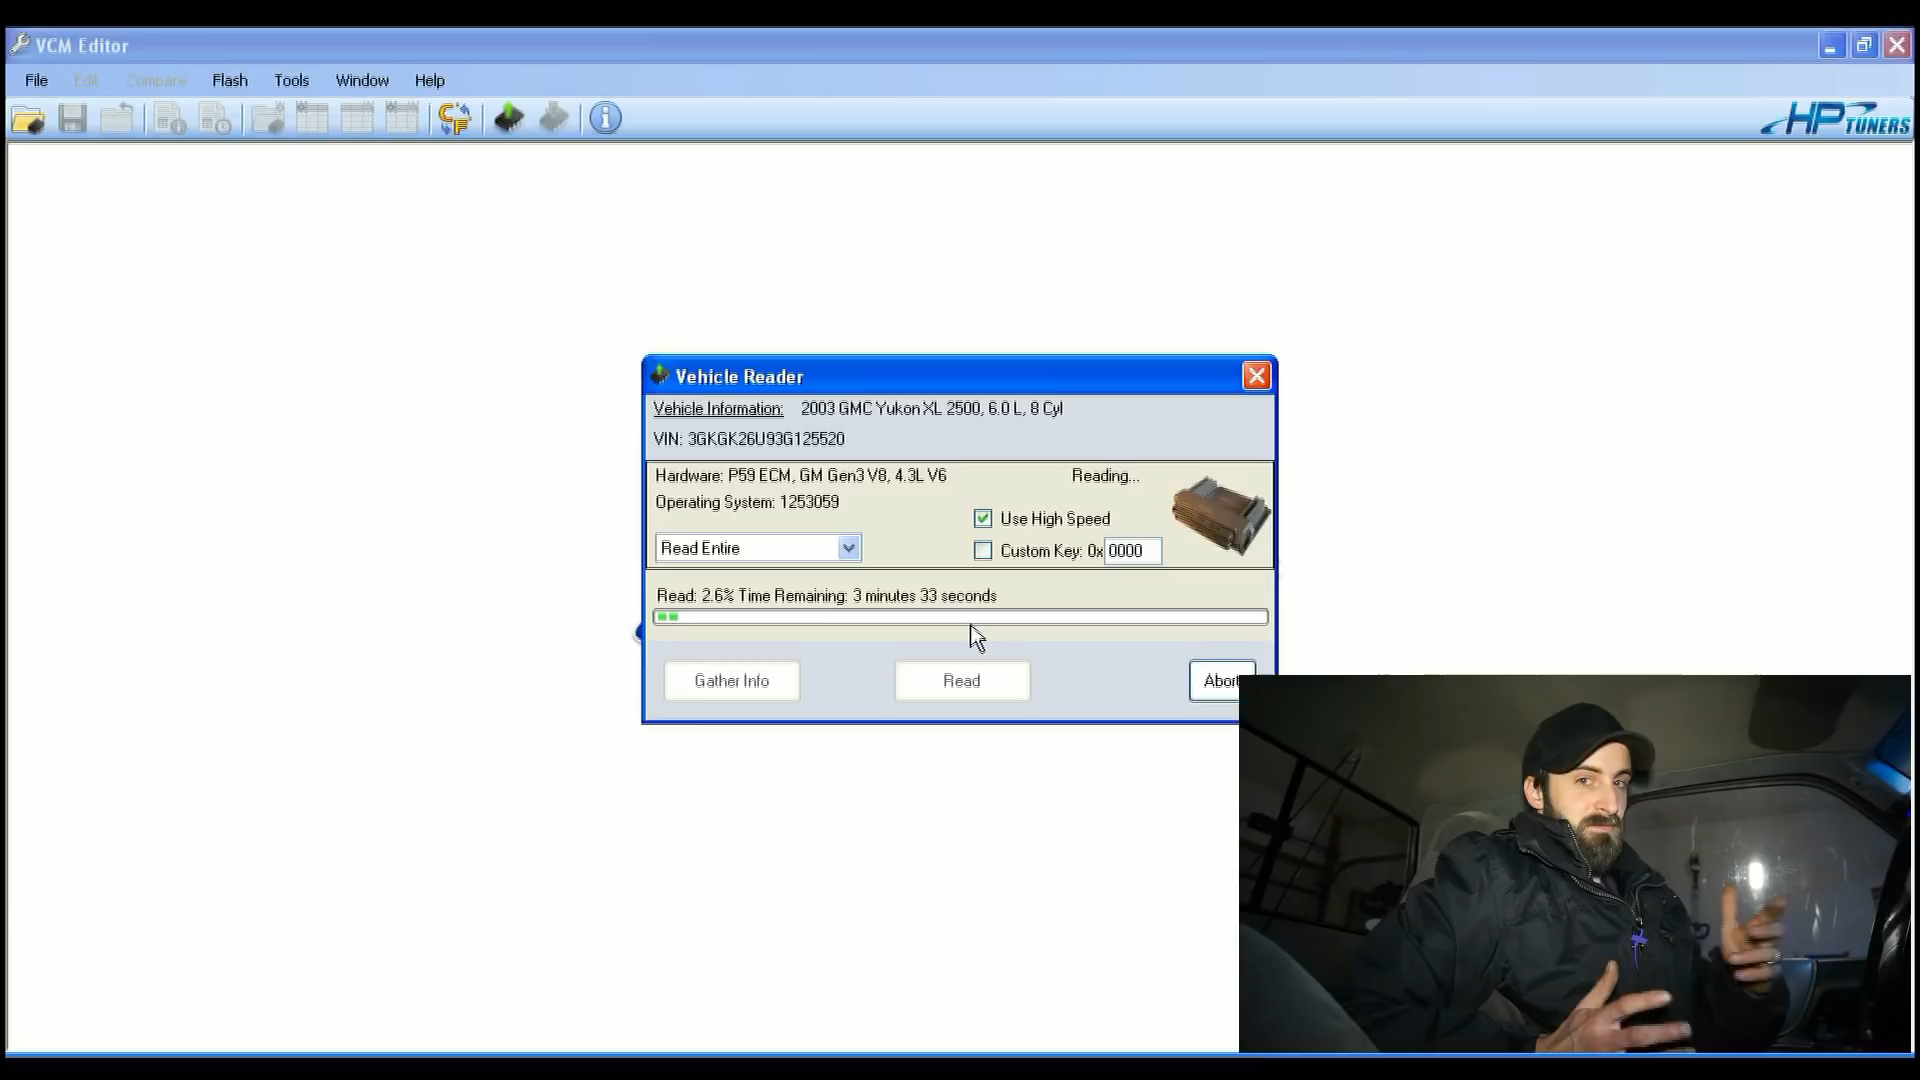 VCM Editor
File Edit Compare Flash Tools Window Help
HP TUNERS
Vehicle Reader
Vehicle Information: 2003 GMC Yukon XL 2500, 6.0 L, 8 Cyl
VIN: 3GKGK26U93G125520
Hardware: P59 ECM, GM Gen3 V8, 4.3L V6 Reading...
Operating System: 1253059
Use High Speed
Read Entire
Custom Key: 0x 0000
Read: 2.6% Time Remaining: 3 minutes 33 seconds
Gather Info Read Abort